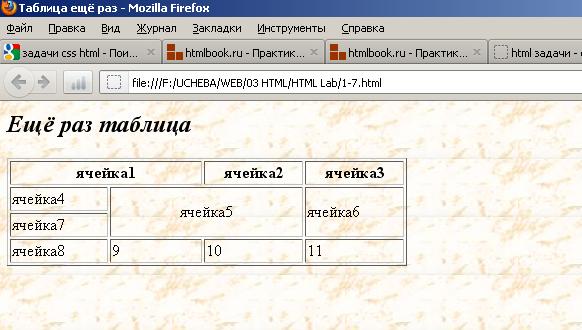 Таблица ещё раз - Mozilla Firefox
Файл Правка Вид Журнал Закладки Инструменты Справка
задачи css html - Пои... htmlbook.ru - Практик... htmlbook.ru - Практик... html задачи - с
file:///F:/UCHEBA/WEB/03 HTML/HTML Lab/1-7.html
Ещё раз таблица
ячейка1 ячейка2 ячейка3
ячейка4
ячейка5 ячейка6
ячейка7
ячейка8 9 10 11